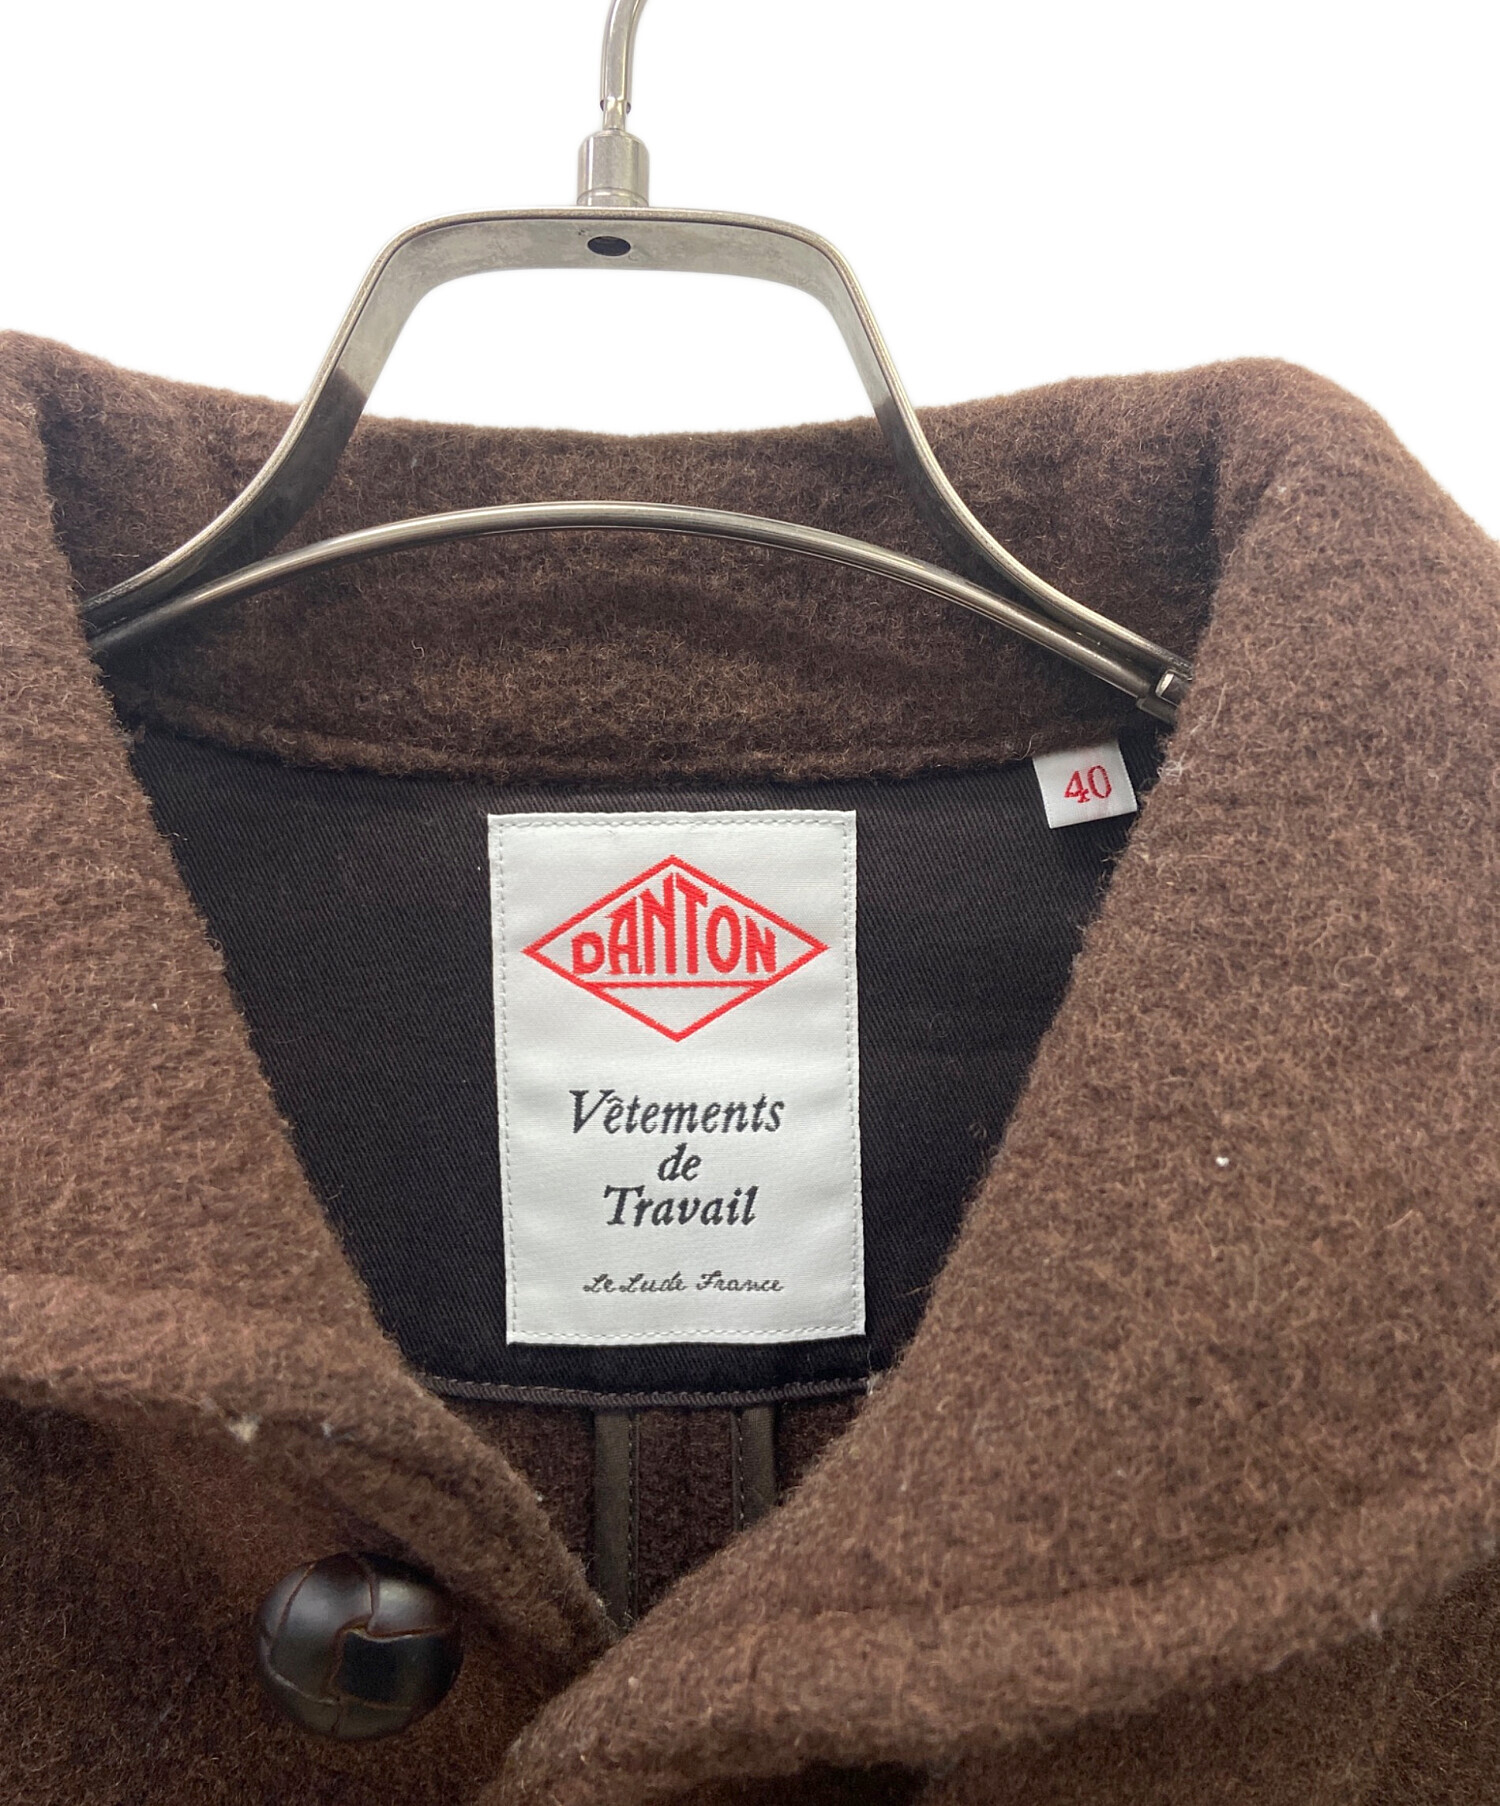 40
DANTON
Vêtements
de
Travail
Le Lude France